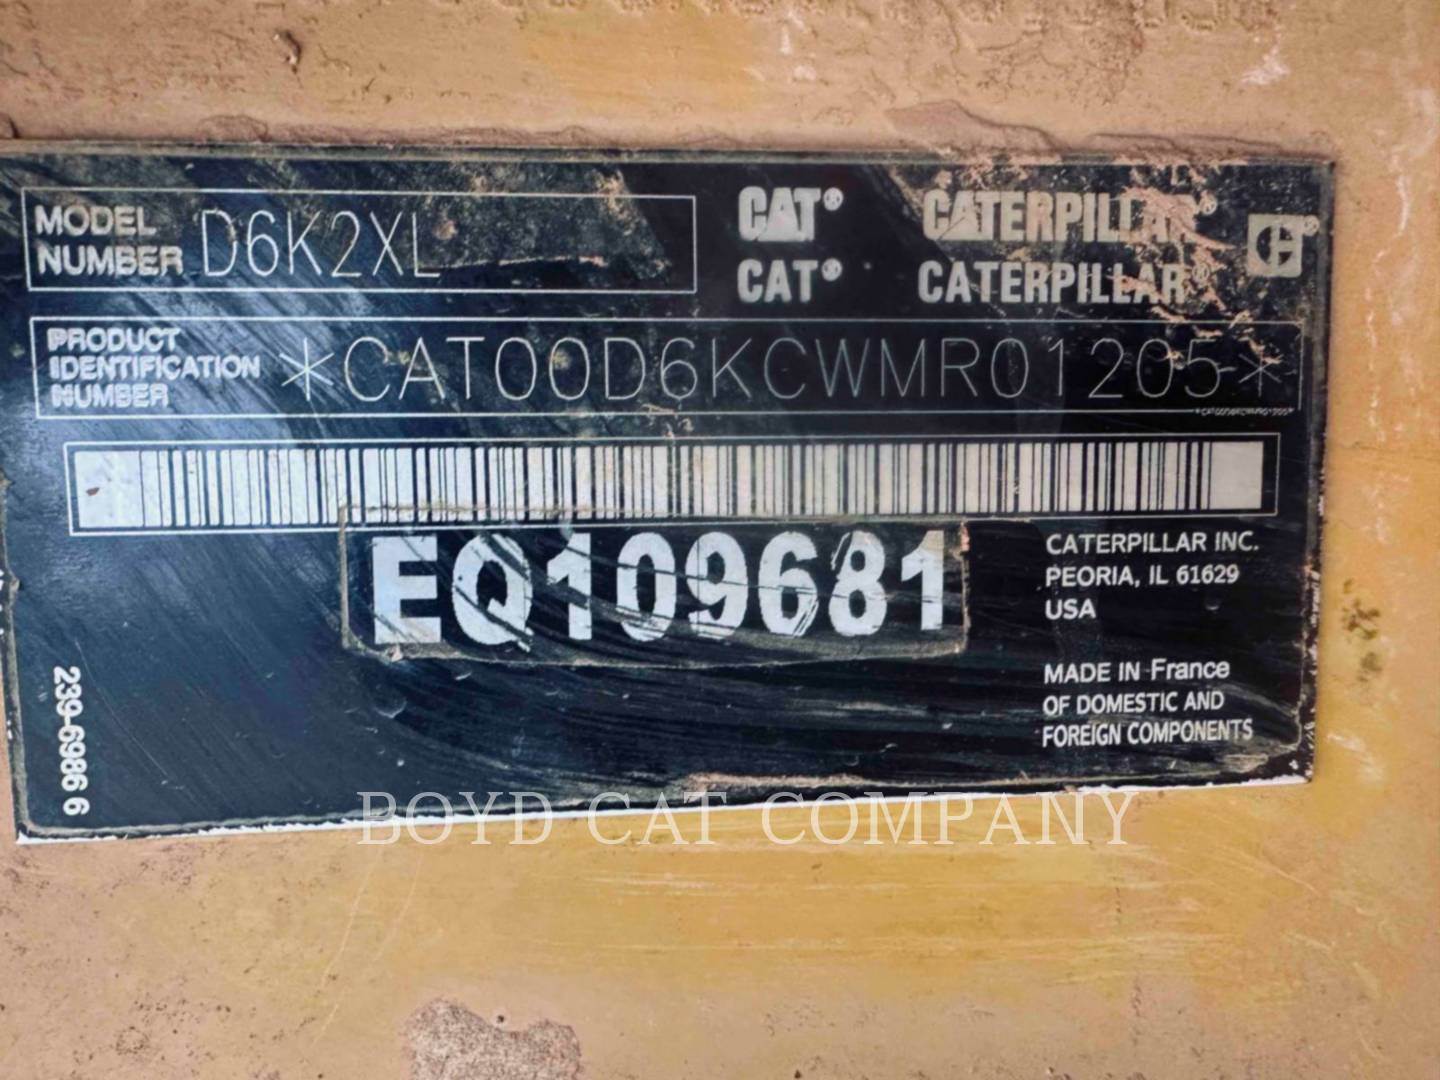 MODEL NUMBER D6K2XL
CAT® CATERPILLAR®
CAT® CATERPILLAR®
PRODUCT IDENTIFICATION NUMBER *CAT00D6KCWMR01205*
*CAT00D6KCWMR01205*
EQ109681
CATERPILLAR INC.
PEORIA, IL 61629
USA
MADE IN France
OF DOMESTIC AND
FOREIGN COMPONENTS
239-6986 6
BOYD CAT COMPANY